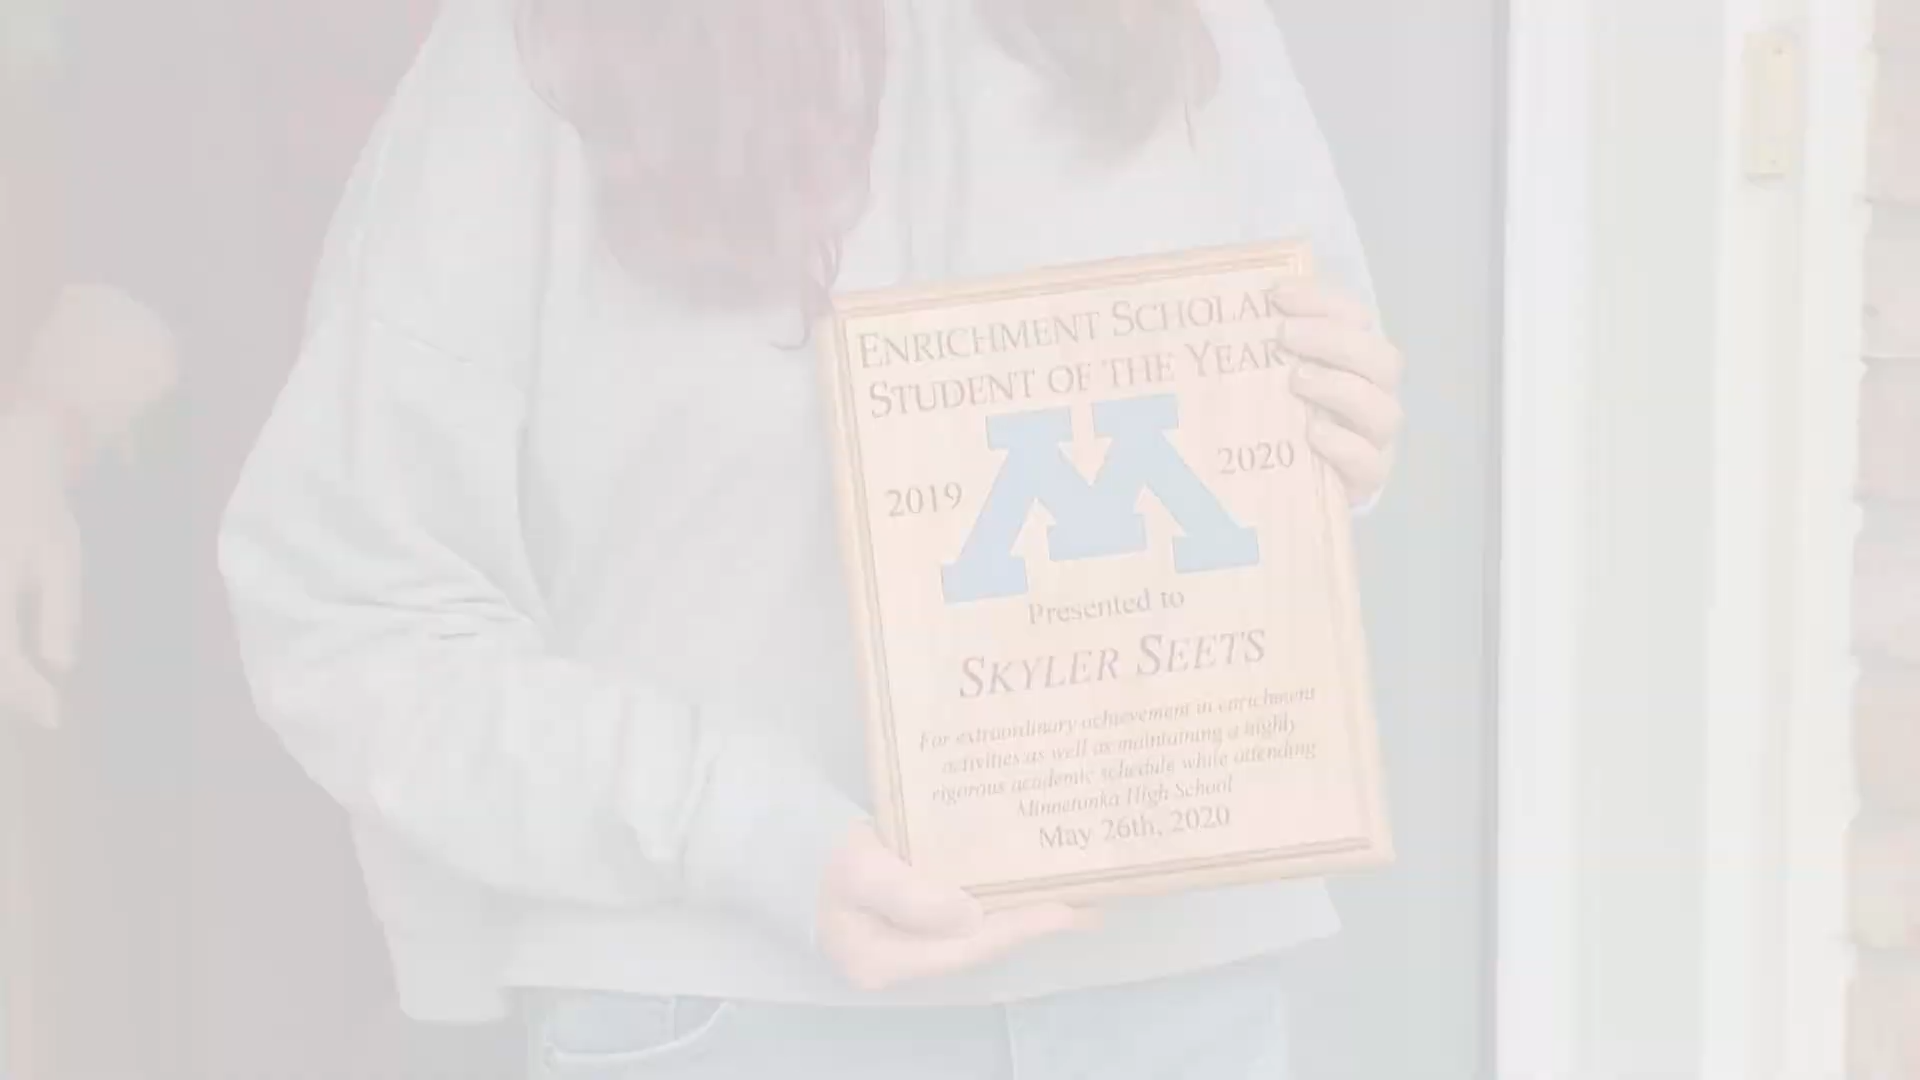 ENRICHMENT SCHOLAR
STUDENT OF THE YEAR
M
2019 2020
Presented to
SKYLER SEETS
For extraordinary achievement in enrichment
activities as well as maintaining a highly
rigorous academic schedule while attending
Minnetonka High School
May 26th, 2020